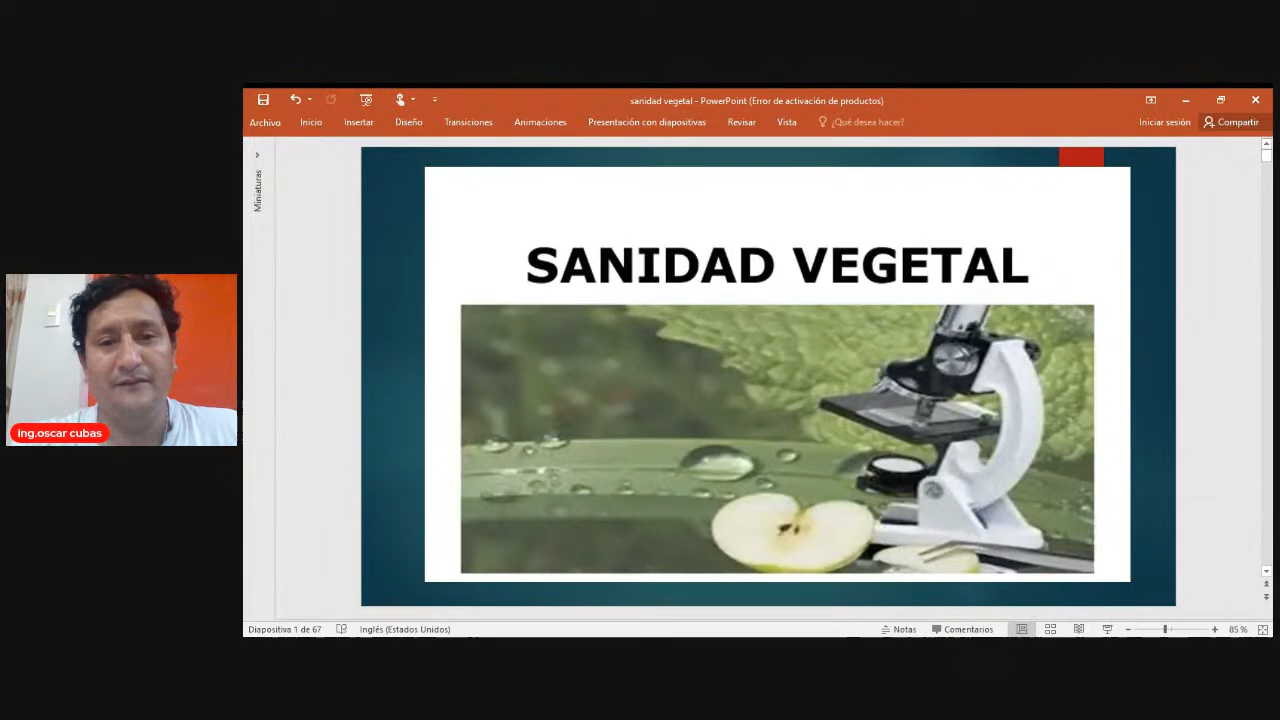 sanidad vegetal - PowerPoint (Error de activación de productos)
Archivo Inicio Insertar Diseño Transiciones Animaciones Presentación con diapositivas Revisar Vista ¿Qué desea hacer? Iniciar sesión Compartir
Miniaturas
SANIDAD VEGETAL
ing.oscar cubas
Diapositiva 1 de 67 Inglés (Estados Unidos) Notas Comentarios 85 %